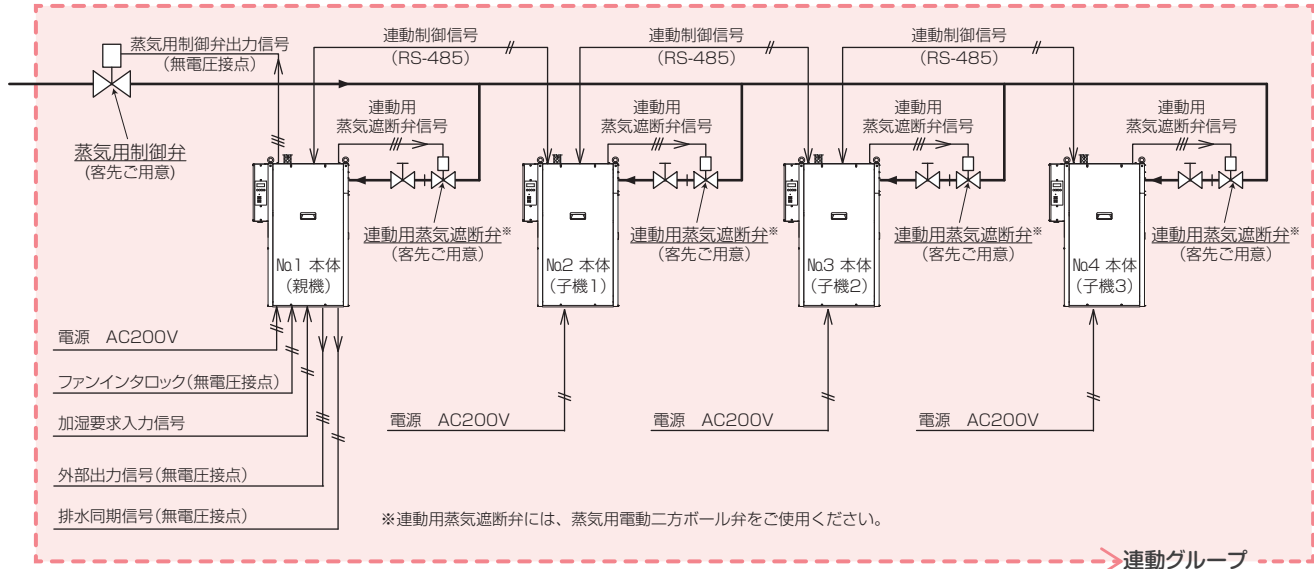 蒸気用制御弁出力信号
(無電圧接点)
連動制御信号
(RS-485)
連動制御信号
(RS-485)
連動制御信号
(RS-485)
蒸気用制御弁
(客先ご用意)
連動用
蒸気遮断弁信号
連動用
蒸気遮断弁信号
連動用
蒸気遮断弁信号
連動用
蒸気遮断弁信号
連動用蒸気遮断弁※
(客先ご用意)
連動用蒸気遮断弁※
(客先ご用意)
連動用蒸気遮断弁※
(客先ご用意)
連動用蒸気遮断弁※
(客先ご用意)
№1 本体
(親機)
№2 本体
(子機1)
№3 本体
(子機2)
№4 本体
(子機3)
電源 AC200V
ファンインタロック(無電圧接点)
加湿要求入力信号
外部出力信号(無電圧接点)
排水同期信号(無電圧接点)
電源 AC200V
電源 AC200V
電源 AC200V
※連動用蒸気遮断弁には、蒸気用電動二方ボール弁をご使用ください。
連動グループ